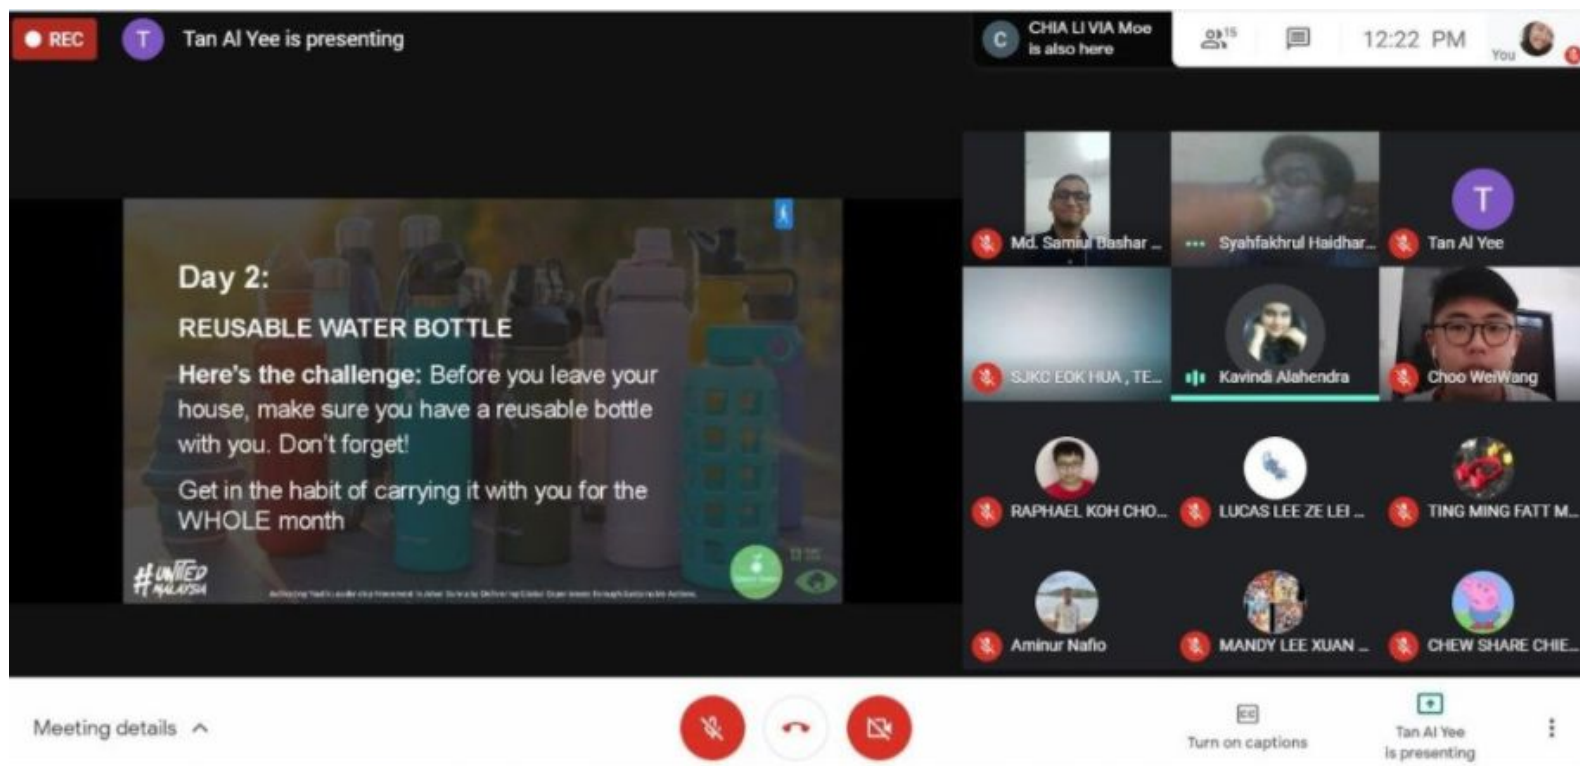 REC
T
Tan Al Yee is presenting
C
CHIA LI VIA Moe
is also here
15
12:22 PM
You
Day 2:
REUSABLE WATER BOTTLE
Here's the challenge: Before you leave your
house, make sure you have a reusable bottle
with you. Don't forget!
Get in the habit of carrying it with you for the
WHOLE month
#UNITED
MALAYSIA
Md. Samiul Bashar ...
Syahfakhrul Haidhar...
T
Tan Al Yee
SJKC EOK HUA , TE...
Kavindi Alahendra
Choo WeiWang
RAPHAEL KOH CHO...
LUCAS LEE ZE LEI ...
TING MING FATT M...
Aminur Nafio
MANDY LEE XUAN ...
CHEW SHARE CHIE...
Meeting details
CC
Turn on captions
Tan Al Yee
is presenting